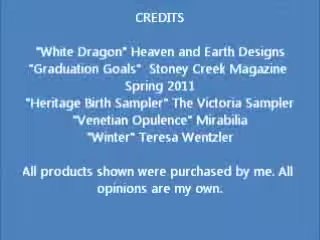 CREDITS
"White Dragon" Heaven and Earth Designs
"Graduation Goals"  Stoney Creek Magazine
Spring 2011
"Heritage Birth Sampler" The Victoria Sampler
"Venetian Opulence" Mirabilia
"Winter" Teresa Wentzler
All products shown were purchased by me. All
opinions are my own.